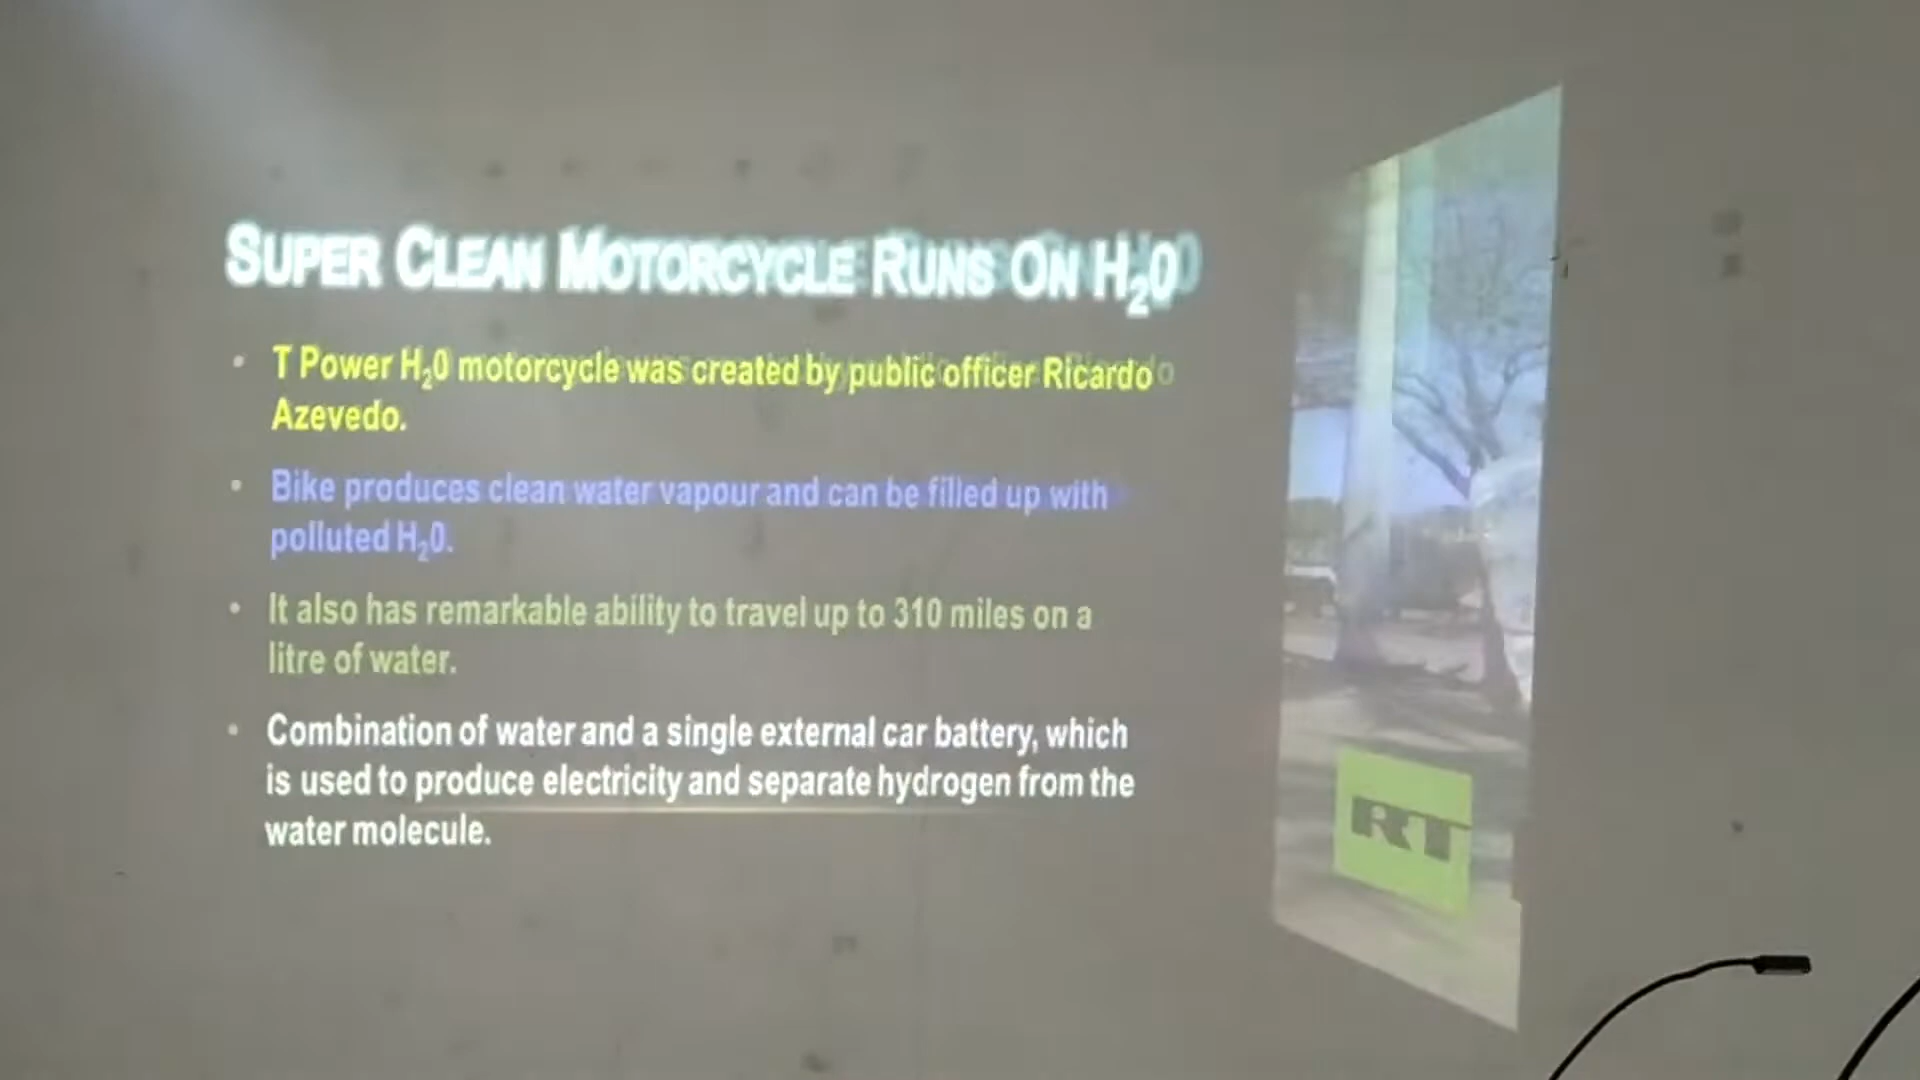 SUPER CLEAN MOTORCYCLE RUNS ON H₂0
• T Power H₂0 motorcycle was created by public officer Ricardo
Azevedo.
• Bike produces clean water vapour and can be filled up with
polluted H₂0.
• It also has remarkable ability to travel up to 310 miles on a
litre of water.
• Combination of water and a single external car battery, which
is used to produce electricity and separate hydrogen from the
water molecule.
RT